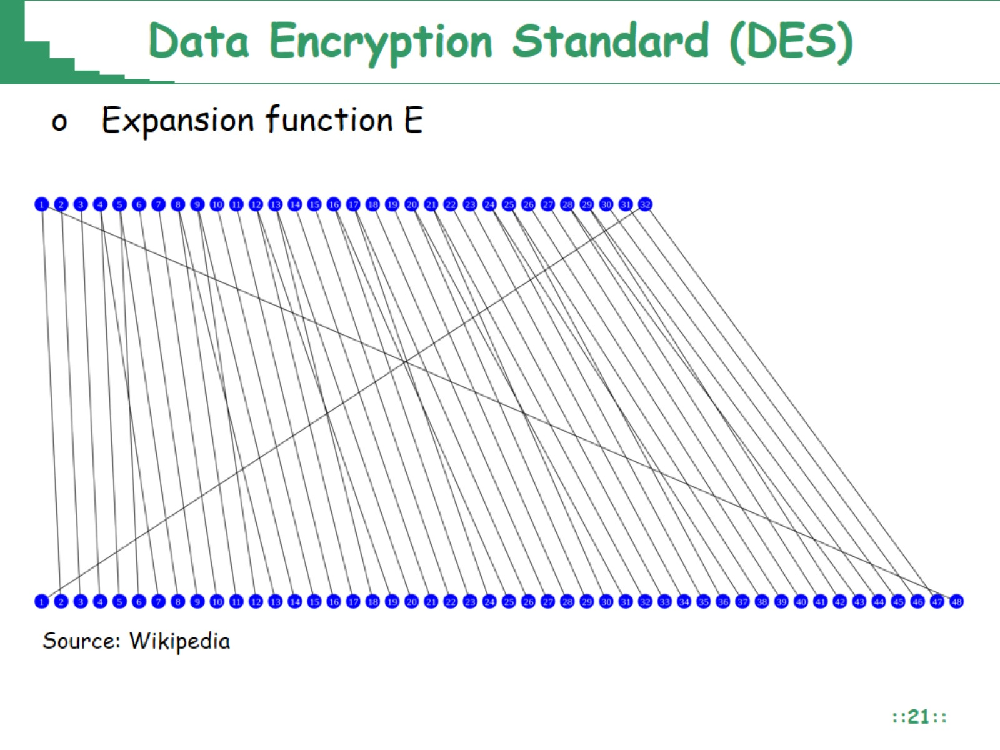 Data Encryption Standard (DES)
o Expansion function E
1 2 3 4 5 6 7 8 9 10 11 12 13 14 15 16 17 18 19 20 21 22 23 24 25 26 27 28 29 30 31 32
1 2 3 4 5 6 7 8 9 10 11 12 13 14 15 16 17 18 19 20 21 22 23 24 25 26 27 28 29 30 31 32 33 34 35 36 37 38 39 40 41 42 43 44 45 46 47 48
Source: Wikipedia
::21::